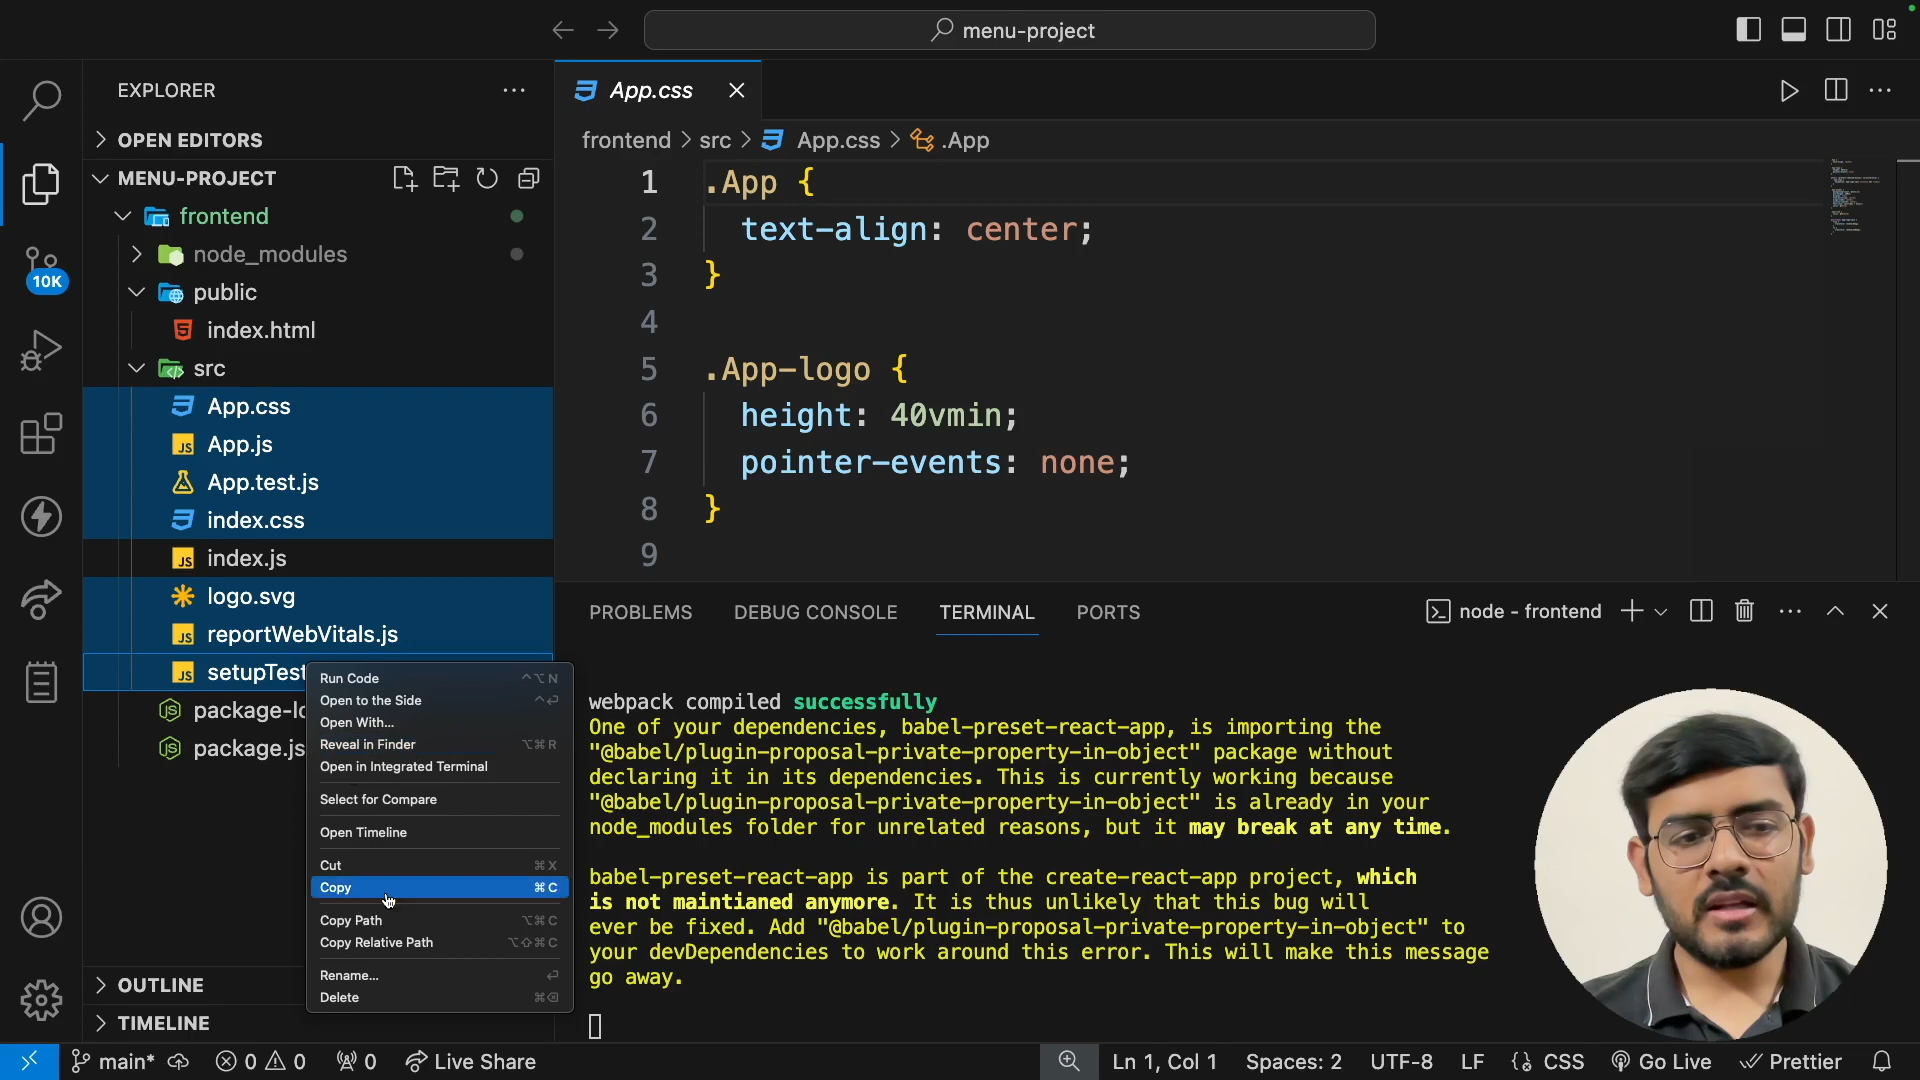 menu-project
EXPLORER
OPEN EDITORS
MENU-PROJECT
frontend
node_modules
public
index.html
src
App.css
App.js
App.test.js
index.css
index.js
logo.svg
reportWebVitals.js
setupTest
package-lo
package.js
OUTLINE
TIMELINE
10K
Run Code ^⌥N
Open to the Side ^↩
Open With...
Reveal in Finder ⌥⌘R
Open in Integrated Terminal
Select for Compare
Open Timeline
Cut ⌘X
Copy ⌘C
Copy Path ⌥⌘C
Copy Relative Path ⌥⇧⌘C
Rename... ↩
Delete ⌘⌫
App.css
frontend > src > App.css > .App
1 .App {
2 text-align: center;
3 }
4
5 .App-logo {
6 height: 40vmin;
7 pointer-events: none;
8 }
9
PROBLEMS DEBUG CONSOLE TERMINAL PORTS
node - frontend
webpack compiled successfully
One of your dependencies, babel-preset-react-app, is importing the
"@babel/plugin-proposal-private-property-in-object" package without
declaring it in its dependencies. This is currently working because
"@babel/plugin-proposal-private-property-in-object" is already in your
node_modules folder for unrelated reasons, but it may break at any time.
babel-preset-react-app is part of the create-react-app project, which
is not maintianed anymore. It is thus unlikely that this bug will
ever be fixed. Add "@babel/plugin-proposal-private-property-in-object" to
your devDependencies to work around this error. This will make this message
go away.
main* 0 0 0 Live Share
Ln 1, Col 1 Spaces: 2 UTF-8 LF {} CSS Go Live Prettier